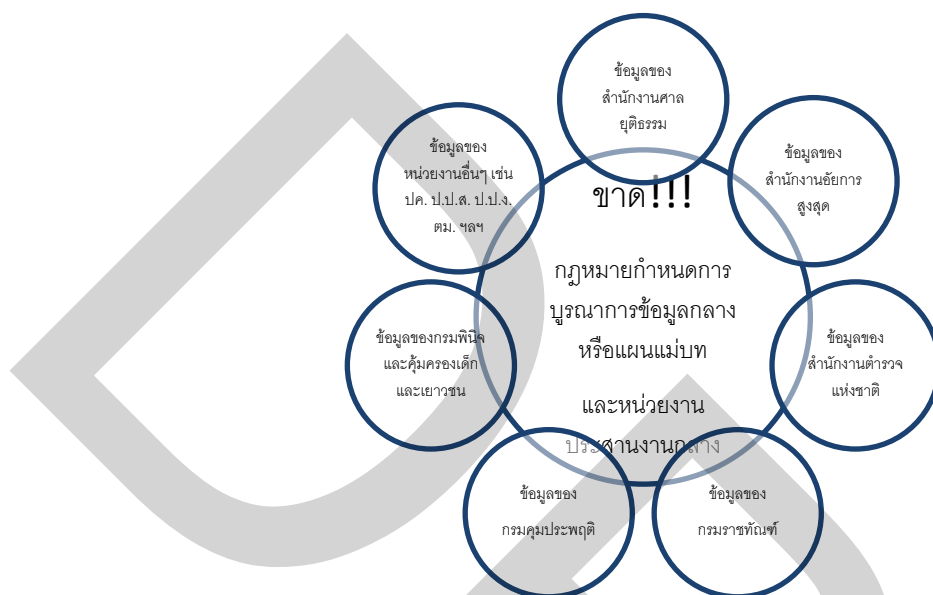 ข้อมูลของ
สำนักงานศาล
ยุติธรรม
ข้อมูลของ
สำนักงานอัยการ
สูงสุด
ข้อมูลของ
สำนักงานตำรวจ
แห่งชาติ
ข้อมูลของ
กรมราชทัณฑ์
ข้อมูลของ
กรมคุมประพฤติ
ข้อมูลของกรมพินิจ
และคุ้มครองเด็ก
และเยาวชน
ข้อมูลของ
หน่วยงานอื่นๆ เช่น
ปค. ป.ป.ส. ป.ป.ง.
ตม. ฯลฯ
ขาด!!!
กฎหมายกำหนดการ
บูรณาการข้อมูลกลาง
หรือแผนแม่บท
และหน่วยงาน
ประสานงานกลาง